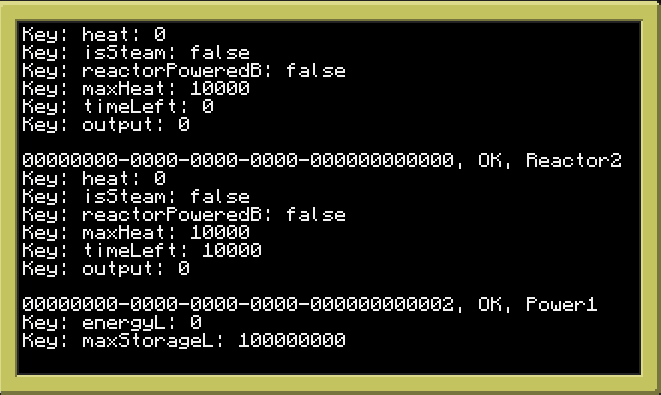 Key: heat: 0
Key: isSteam: false
Key: reactorPoweredB: false
Key: maxHeat: 10000
Key: timeLeft: 0
Key: output: 0
00000000-0000-0000-0000-000000000000, OK, Reactor2
Key: heat: 0
Key: isSteam: false
Key: reactorPoweredB: false
Key: maxHeat: 10000
Key: timeLeft: 10000
Key: output: 0
00000000-0000-0000-0000-000000000002, OK, Power1
Key: energyL: 0
Key: maxStorageL: 100000000